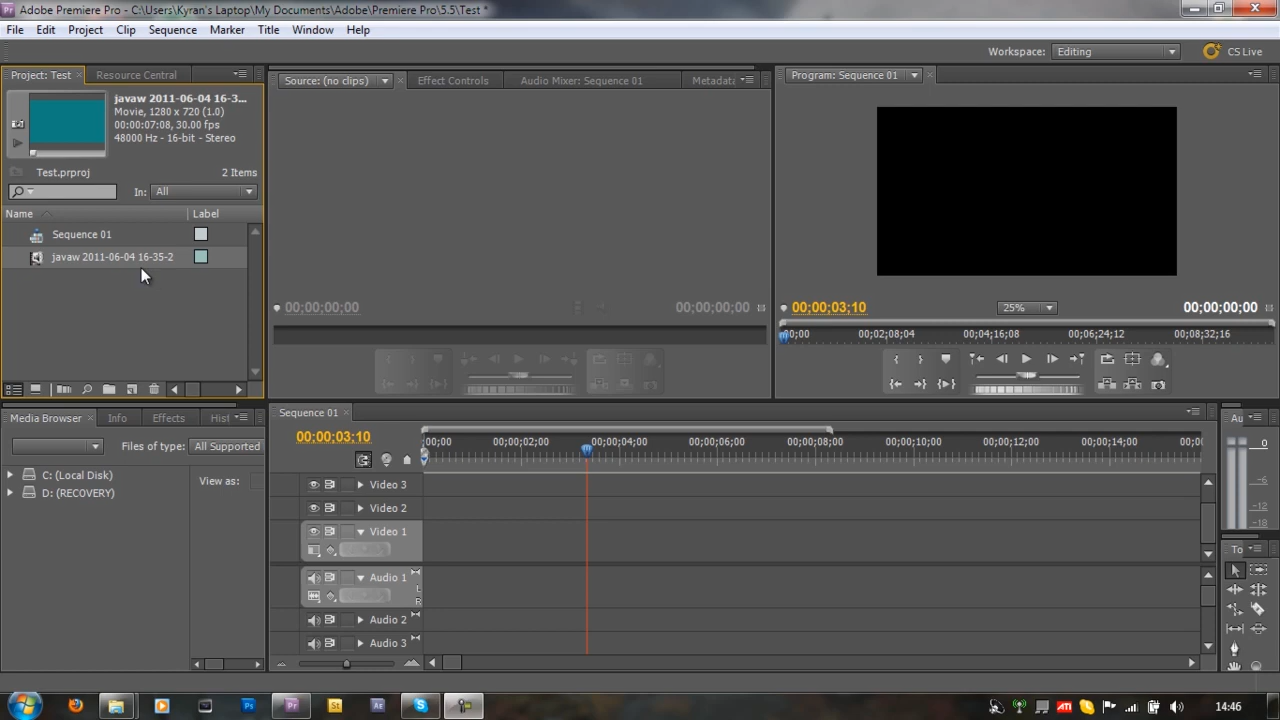 Adobe Premiere Pro - C:\Users\Kyran's Laptop\My Documents\Adobe\Premiere Pro\5.5\Test *
File Edit Project Clip Sequence Marker Title Window Help
Workspace: Editing CS Live
Project: Test Resource Central
javaw 2011-06-04 16-3...
Movie, 1280 x 720 (1.0)
00:00:07:08, 30.00 fps
48000 Hz - 16-bit - Stereo
Test.prproj 2 Items
In: All
Name Label
Sequence 01
javaw 2011-06-04 16-35-2
Source: (no clips) Effect Controls Audio Mixer: Sequence 01 Metadata
00;00;00;00 00;00;00;00
Program: Sequence 01
00;00;03;10 25% 00;00;00;00
00;00 00;02;08;04 00;04;16;08 00;06;24;12 00;08;32;16
Media Browser Info Effects Hist
Files of type: All Supported
C: (Local Disk)
D: (RECOVERY)
View as:
Sequence 01
00;00;03;10
00;00 00;00;02;00 00;00;04;00 00;00;06;00 00;00;08;00 00;00;10;00 00;00;12;00 00;00;14;00 00;0
Video 3
Video 2
Video 1
Audio 1
L
R
Audio 2
Audio 3
Au
0
-6
-12
-18
To
Pr Ps Pr St Ae S ATI
14:46